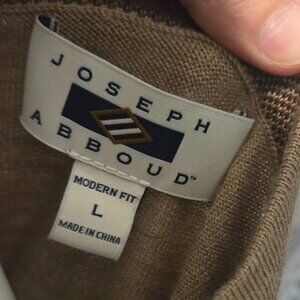 JOSEPH
ABBOUD™
MODERN FIT
L
MADE IN CHINA